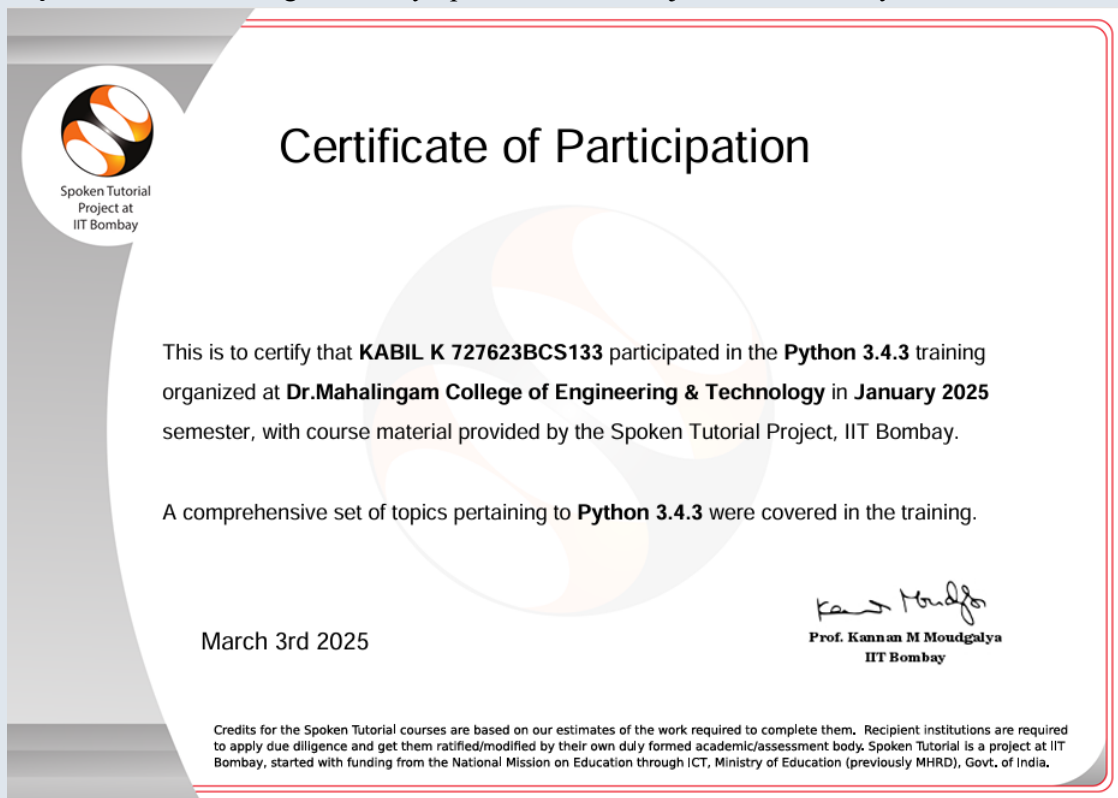 Spoken Tutorial
Project at
IIT Bombay
Certificate of Participation
This is to certify that KABIL K 727623BCS133 participated in the Python 3.4.3 training
organized at Dr.Mahalingam College of Engineering & Technology in January 2025
semester, with course material provided by the Spoken Tutorial Project, IIT Bombay.
A comprehensive set of topics pertaining to Python 3.4.3 were covered in the training.
March 3rd 2025
Prof. Kannan M Moudgalya
IIT Bombay
Credits for the Spoken Tutorial courses are based on our estimates of the work required to complete them. Recipient institutions are required
to apply due diligence and get them ratified/modified by their own duly formed academic/assessment body. Spoken Tutorial is a project at IIT
Bombay, started with funding from the National Mission on Education through ICT, Ministry of Education (previously MHRD), Govt. of India.